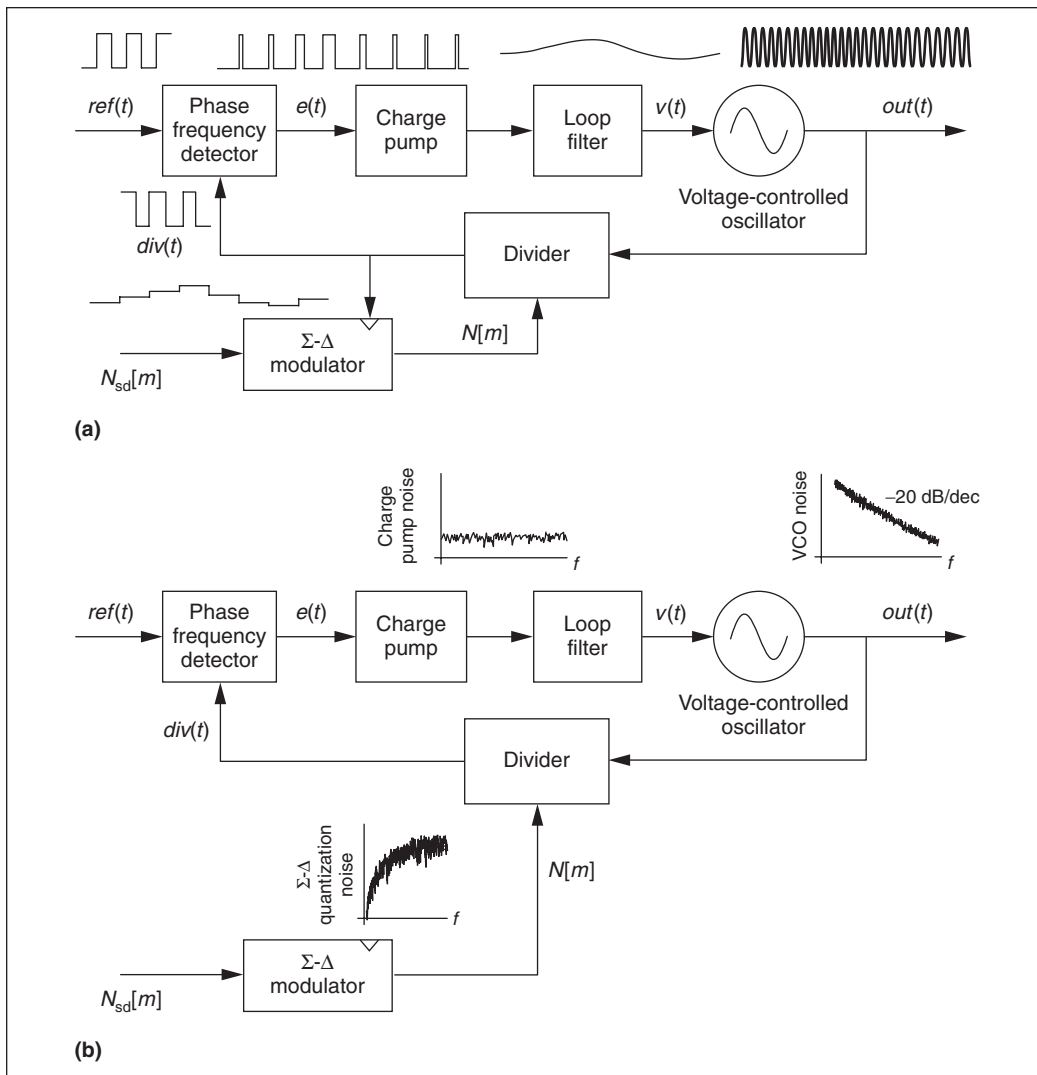 ref(t)
Phase
frequency
detector
e(t)
Charge
pump
Loop
filter
v(t)
out(t)
Voltage-controlled
oscillator
div(t)
Divider
Σ-Δ
modulator
N[m]
Nsd[m]
(a)
Charge
pump noise
f
VCO noise
–20 dB/dec
f
ref(t)
Phase
frequency
detector
e(t)
Charge
pump
Loop
filter
v(t)
out(t)
Voltage-controlled
oscillator
div(t)
Divider
Σ-Δ
quantization
noise
f
N[m]
Σ-Δ
modulator
Nsd[m]
(b)